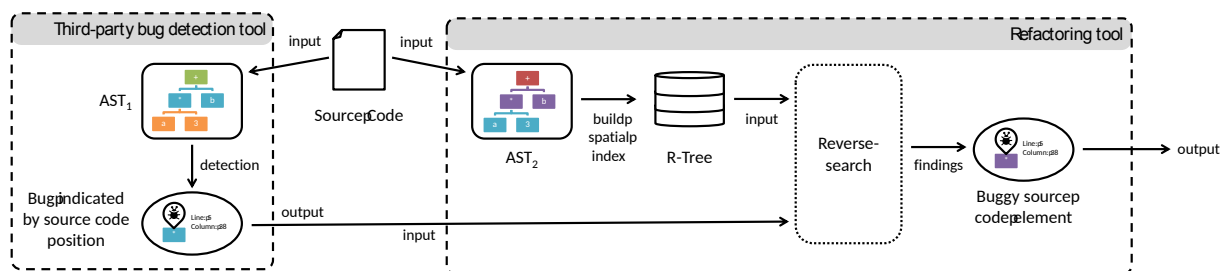 Third-party bug detection tool
input
input
Refactoring tool
+
* b
a 3
AST1
SourcepCode
+
* b
a 3
AST2
buildp
spatialp
index
R-Tree
input
Reverse-
search
findings
Line:p5
Column:p38
*
Buggy sourcep
codepelement
output
detection
Bugpindicated
by source code
position
Line:p5
Column:p38
*
output
input